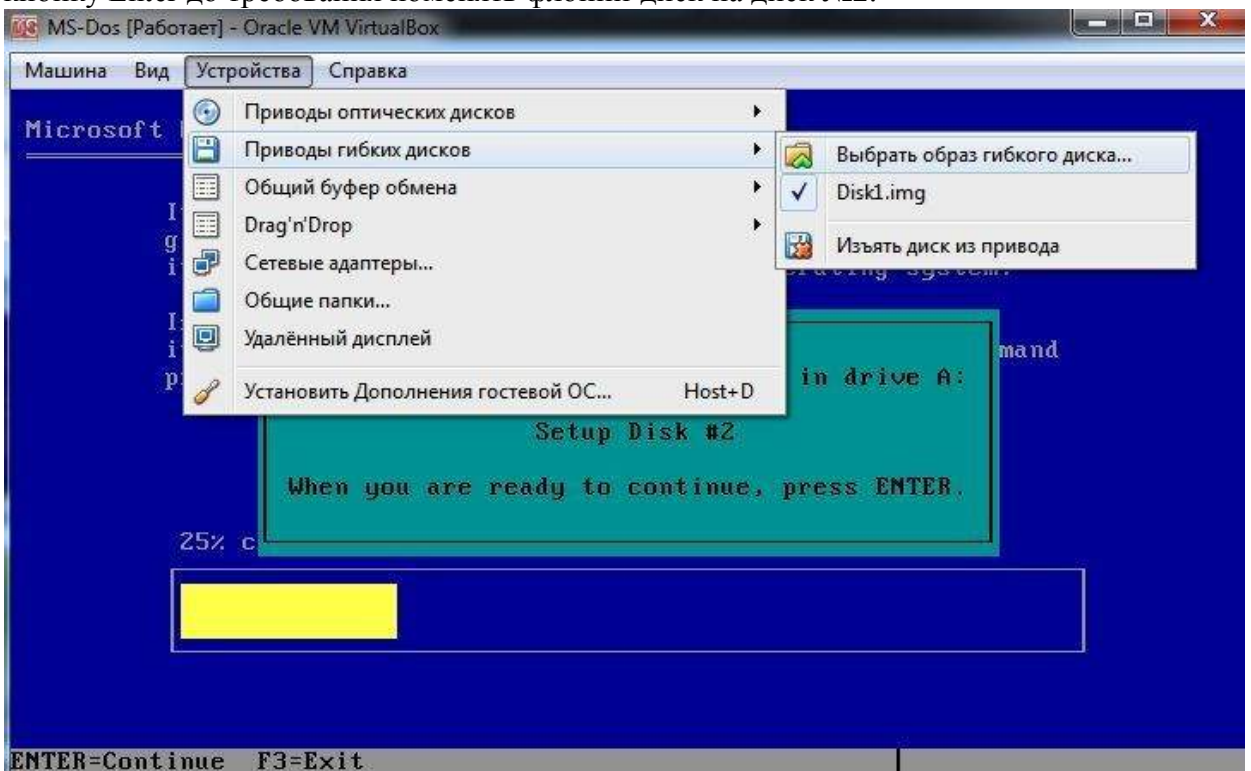 кнопку Enter до требования поменять флоппи-диск на диск №2.
MS-Dos [Работает] - Oracle VM VirtualBox
Машина Вид Устройства Справка
Microsoft
Приводы оптических дисков
Приводы гибких дисков
Общий буфер обмена
Drag'n'Drop
Сетевые адаптеры...
Общие папки...
Удалённый дисплей
Установить Дополнения гостевой ОС... Host+D
Выбрать образ гибкого диска...
Disk1.img
Изъять диск из привода
system.
mand
in drive A:
Setup Disk #2
When you are ready to continue, press ENTER.
25% c
ENTER=Continue F3=Exit